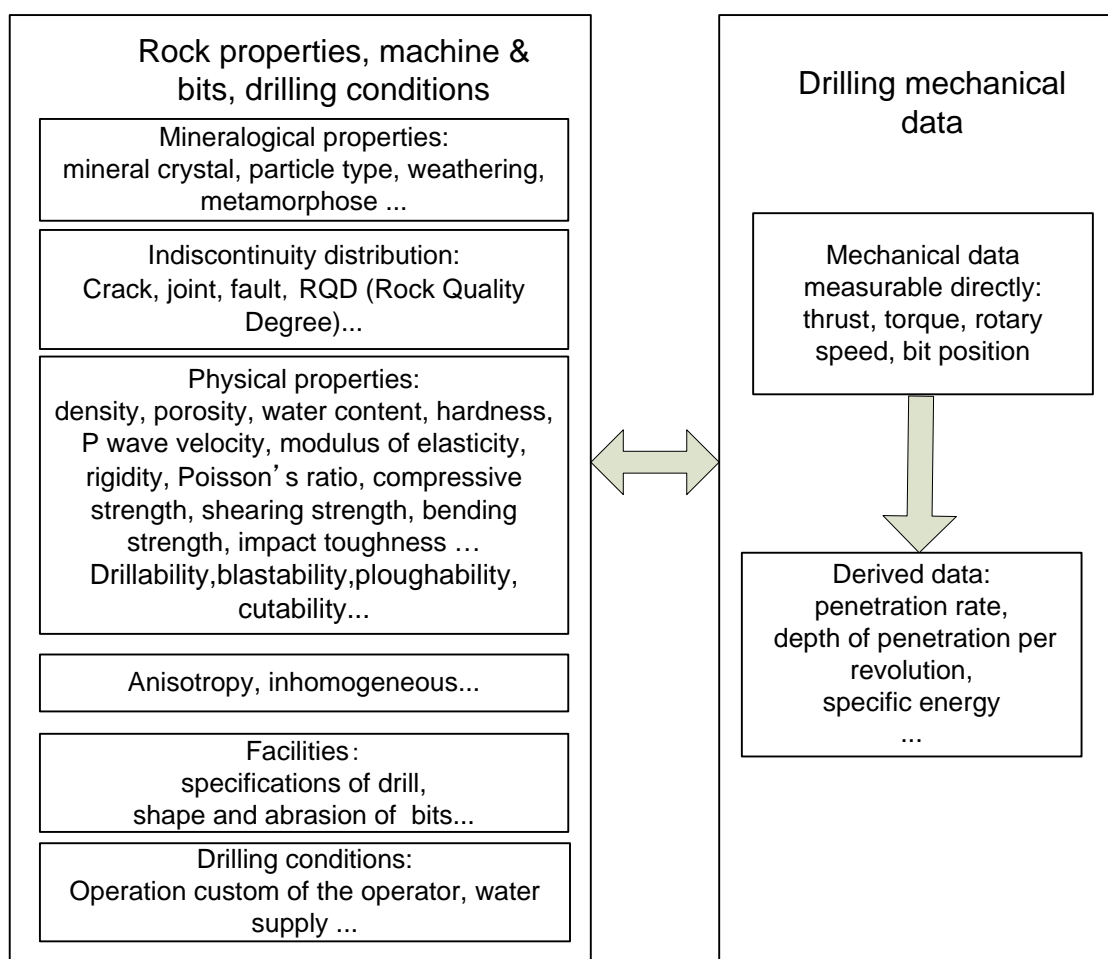 Rock properties, machine &
bits, drilling conditions
Mineralogical properties:
mineral crystal, particle type, weathering,
metamorphose ...
Indiscontinuity distribution:
Crack, joint, fault, RQD (Rock Quality
Degree)...
Physical properties:
density, porosity, water content, hardness,
P wave velocity, modulus of elasticity,
rigidity, Poisson’s ratio, compressive
strength, shearing strength, bending
strength, impact toughness …
Drillability,blastability,ploughability,
cutability...
Anisotropy, inhomogeneous...
Facilities:
specifications of drill,
shape and abrasion of bits...
Drilling conditions:
Operation custom of the operator, water
supply ...
Drilling mechanical
data
Mechanical data
measurable directly:
thrust, torque, rotary
speed, bit position
Derived data:
penetration rate,
depth of penetration per
revolution,
specific energy
...